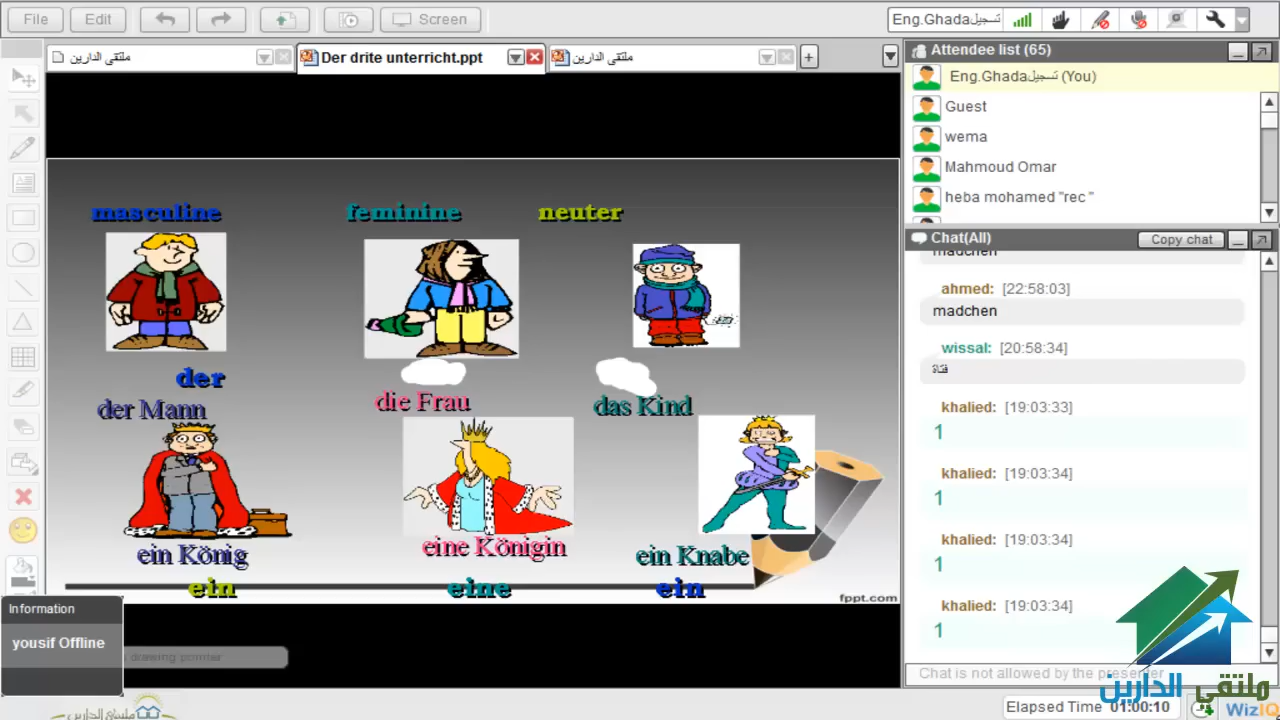 File
Edit
Screen
Eng.Ghadaتسجيل
ملتقى الدارين
Der drite unterricht.ppt
ملتقى الدارين
Attendee list (65)
Eng.Ghadaتسجيل (You)
Guest
wema
Mahmoud Omar
heba mohamed "rec "
Chat(All)
Copy chat
madchen
ahmed: [22:58:03]
madchen
wissal: [20:58:34]
فتاة
khalied: [19:03:33]
1
khalied: [19:03:34]
1
khalied: [19:03:34]
1
khalied: [19:03:34]
1
Chat is not allowed by the presenter
masculine
feminine
neuter
der
der Mann
die Frau
das Kind
ein König
eine Königin
ein Knabe
ein
eine
ein
fppt.com
Information
yousif Offline
drawing pointer
ملتقى الدارين
ملتقي الدارين
Elapsed Time 01:00:10
WizIQ